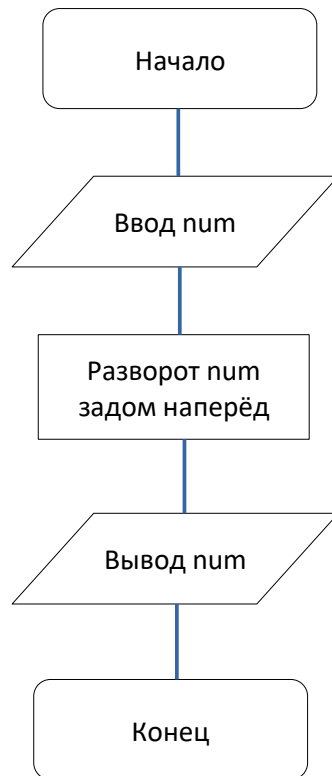 Начало
Ввод num
Разворот num
задом наперёд
Вывод num
Конец